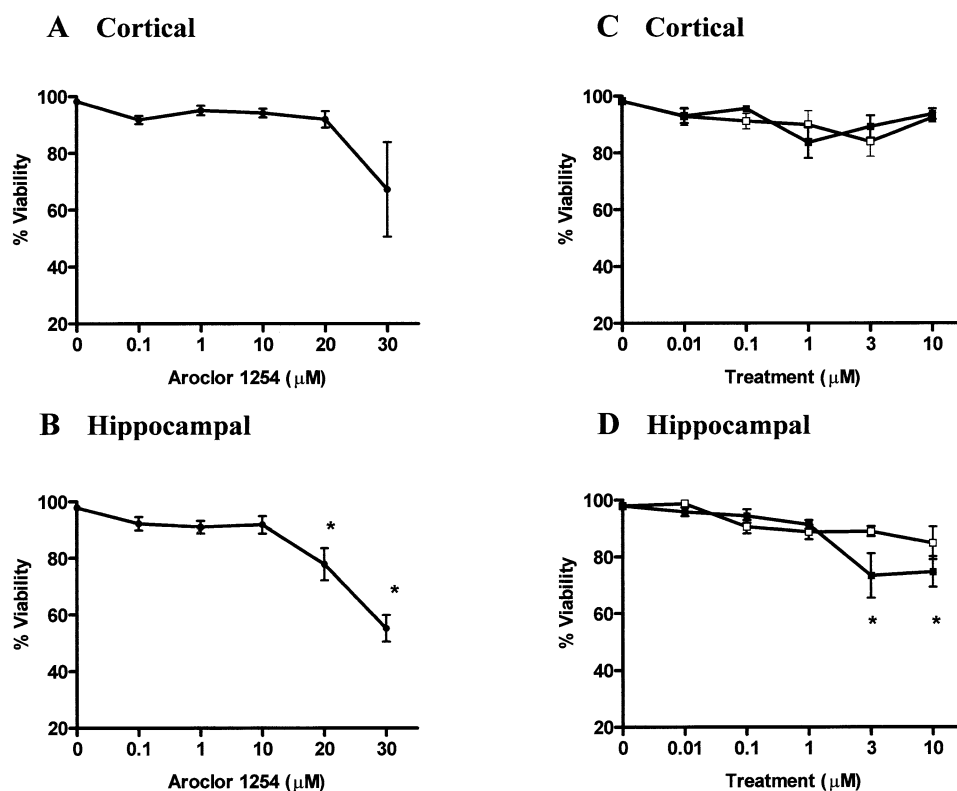 A Cortical
100
80
60
40
20
% Viability
0 0.1 1 10 20 30
Aroclor 1254 (μM)
C Cortical
100
80
60
40
20
% Viability
0 0.01 0.1 1 3 10
Treatment (μM)
B Hippocampal
100
80
60
40
20
% Viability
*
*
0 0.1 1 10 20 30
Aroclor 1254 (μM)
D Hippocampal
100
80
60
40
20
% Viability
* *
0 0.01 0.1 1 3 10
Treatment (μM)